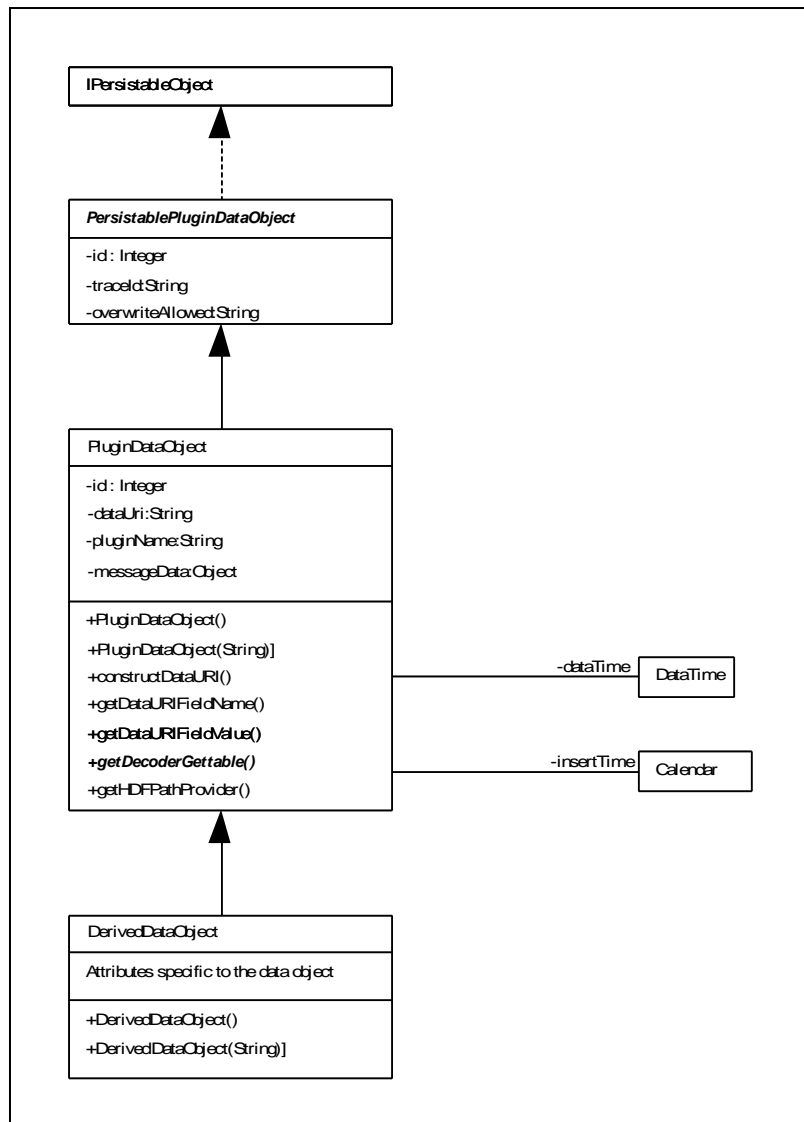 IPersistableObject
PersistablePluginDataObject
-id : Integer
-traceId:String
-overwriteAllowed:String
PluginDataObject
-id : Integer
-dataUri:String
-pluginName:String
-messageData:Object
+PluginDataObject()
+PluginDataObject(String)]
+constructDataURI()
+getDataURIFieldName()
+getDataURIFieldValue()
+getDecoderGettable()
+getHDFPathProvider()
-dataTime
DataTime
-insertTime
Calendar
DerivedDataObject
Attributes specific to the data object
+DerivedDataObject()
+DerivedDataObject(String)]